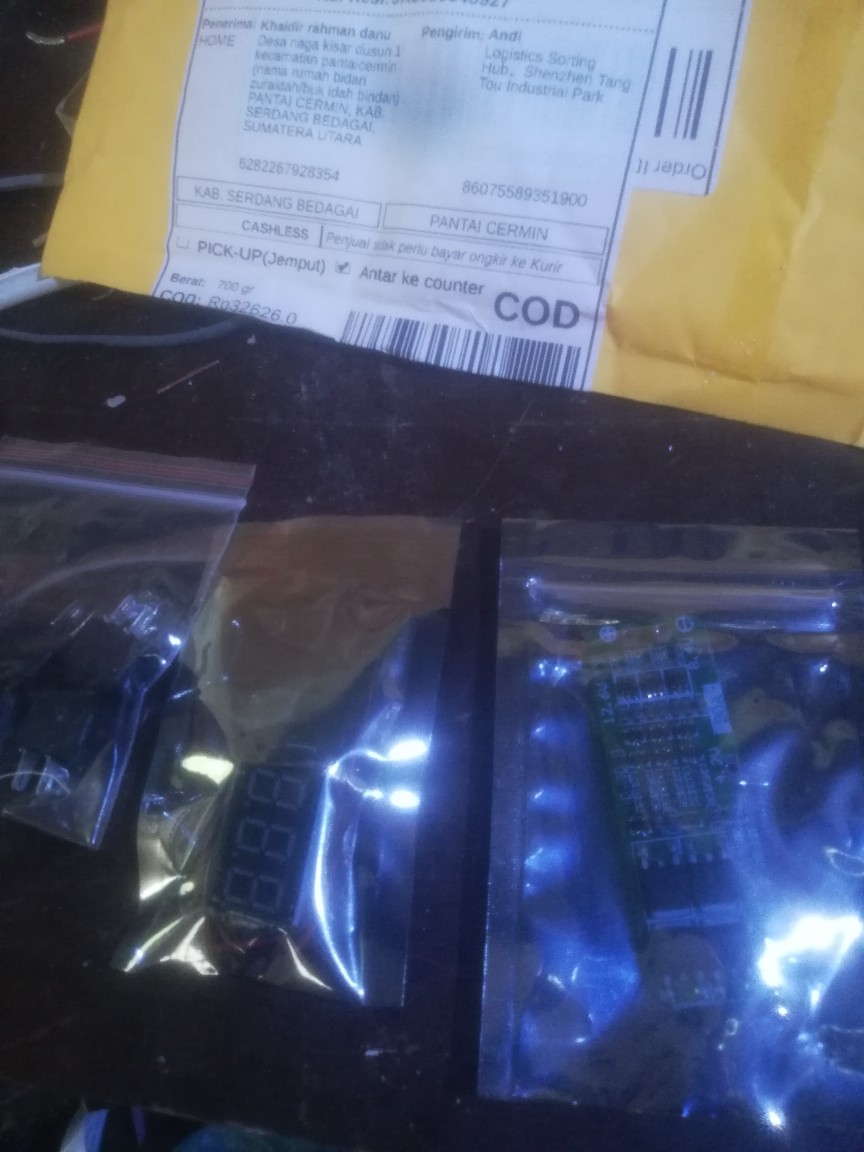 Penerima: Khaidir rahman danu
HOME
Desa naga kisar dusun 1
kecamatan pantai cermin
(nama rumah bidan
zuraidah/buk idah bindan)
PANTAI CERMIN, KAB.
SERDANG BEDAGAI,
SUMATERA UTARA
6282267928354
Pengirim: Andi
Logistics Sorting
Hub, Shenzhen Tang
Tou Industrial Park
86075589351900
KAB. SERDANG BEDAGAI
PANTAI CERMIN
CASHLESS
Penjual tidak perlu bayar ongkir ke Kurir
PICK-UP(Jemput)
Antar ke counter
Berat: 700 gr
COD: Rp32626.0
COD
Order I